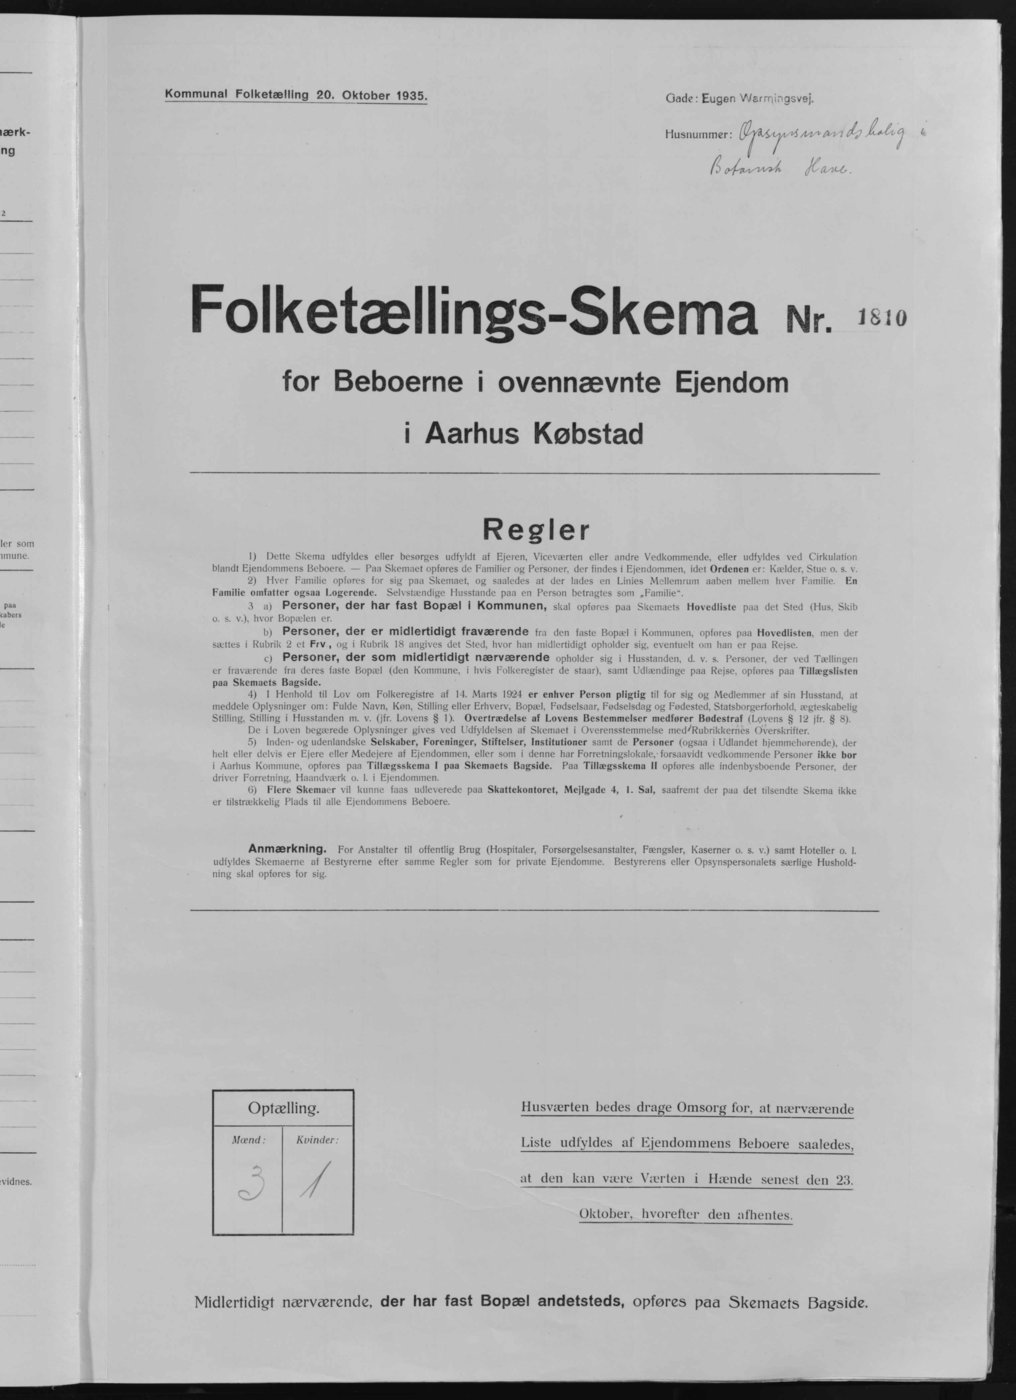 Kommunal Folketælling 20. Oktober 1935.
Gade: Eugen Warmingsvej.
Husnummer: Opsynsmandsbolig i
Botanisk Have.
Folketællings-Skema Nr. 1810
for Beboerne i ovennævnte Ejendom
i Aarhus Købstad
Regler
1) Dette Skema udfyldes eller besørges udfyldt af Ejeren, Viceværten eller andre Vedkommende, eller udfyldes ved Cirkulation
blandt Ejendommens Beboere. — Paa Skemaet opføres de Familier og Personer, der findes i Ejendommen, idet Ordenen er: Kælder, Stue o. s. v.
2) Hver Familie opføres for sig paa Skemaet, og saaledes at der lades en Linies Mellemrum aaben mellem hver Familie. En
Familie omfatter ogsaa Logerende. Selvstændige Husstande paa en Person betragtes som „Familie“.
3 a) Personer, der har fast Bopæl i Kommunen, skal opføres paa Skemaets Hovedliste paa det Sted (Hus, Skib
o. s. v.), hvor Bopælen er.
b) Personer, der er midlertidigt fraværende fra den faste Bopæl i Kommunen, opføres paa Hovedlisten, men der
sættes i Rubrik 2 et Frv., og i Rubrik 18 angives det Sted, hvor han midlertidigt opholder sig, eventuelt om han er paa Rejse.
c) Personer, der som midlertidigt nærværende opholder sig i Husstanden, d. v. s. Personer, der ved Tællingen
er fraværende fra deres faste Bopæl (den Kommune, i hvis Folkeregister de staar), samt Udlændinge paa Rejse, opføres paa Tillægslisten
paa Skemaets Bagside.
4) I Henhold til Lov om Folkeregistre af 14. Marts 1924 er enhver Person pligtig til for sig og Medlemmer af sin Husstand, at
meddele Oplysninger om: Fulde Navn, Køn, Stilling eller Erhverv, Bopæl, Fødselsaar, Fødselsdag og Fødested, Statsborgerforhold, ægteskabelig
Stilling, Stilling i Husstanden m. v. (jfr. Lovens § 1). Overtrædelse af Lovens Bestemmelser medfører Bødestraf (Lovens § 12 jfr. § 8).
De i Loven begærede Oplysninger gives ved Udfyldelsen af Skemaet i Overensstemmelse med Rubrikkernes Overskrifter.
5) Inden- og udenlandske Selskaber, Foreninger, Stiftelser, Institutioner samt de Personer (ogsaa i Udlandet hjemmehørende), der
helt eller delvis er Ejere eller Medejere af Ejendommen, eller som i denne har Forretningslokale, forsaavidt vedkommende Personer ikke bor
i Aarhus Kommune, opføres paa Tillægsskema I paa Skemaets Bagside. Paa Tillægsskema II opføres alle indenbysboende Personer, der
driver Forretning, Haandværk o. l. i Ejendommen.
6) Flere Skemaer vil kunne faas udleverede paa Skattekontoret, Mejlgade 4, 1. Sal, saafremt der paa det tilsendte Skema ikke
er tilstrækkelig Plads til alle Ejendommens Beboere.
Anmærkning. For Anstalter til offentlig Brug (Hospitaler, Forsørgelsesanstalter, Fængsler, Kaserner o. s. v.) samt Hoteller o. l.
udfyldes Skemaerne af Bestyrerne efter samme Regler som for private Ejendomme. Bestyrerens eller Opsynspersonalets særlige Hushold-
ning skal opføres for sig.
Optælling.
Mænd: Kvinder:
3 1
Husværten bedes drage Omsorg for, at nærværende
Liste udfyldes af Ejendommens Beboere saaledes,
at den kan være Værten i Hænde senest den 23.
Oktober, hvorefter den afhentes.
Midlertidigt nærværende, der har fast Bopæl andetsteds, opføres paa Skemaets Bagside.
ærk-
ng
2
ler som
mmune.
paa
kabers
vidnes.